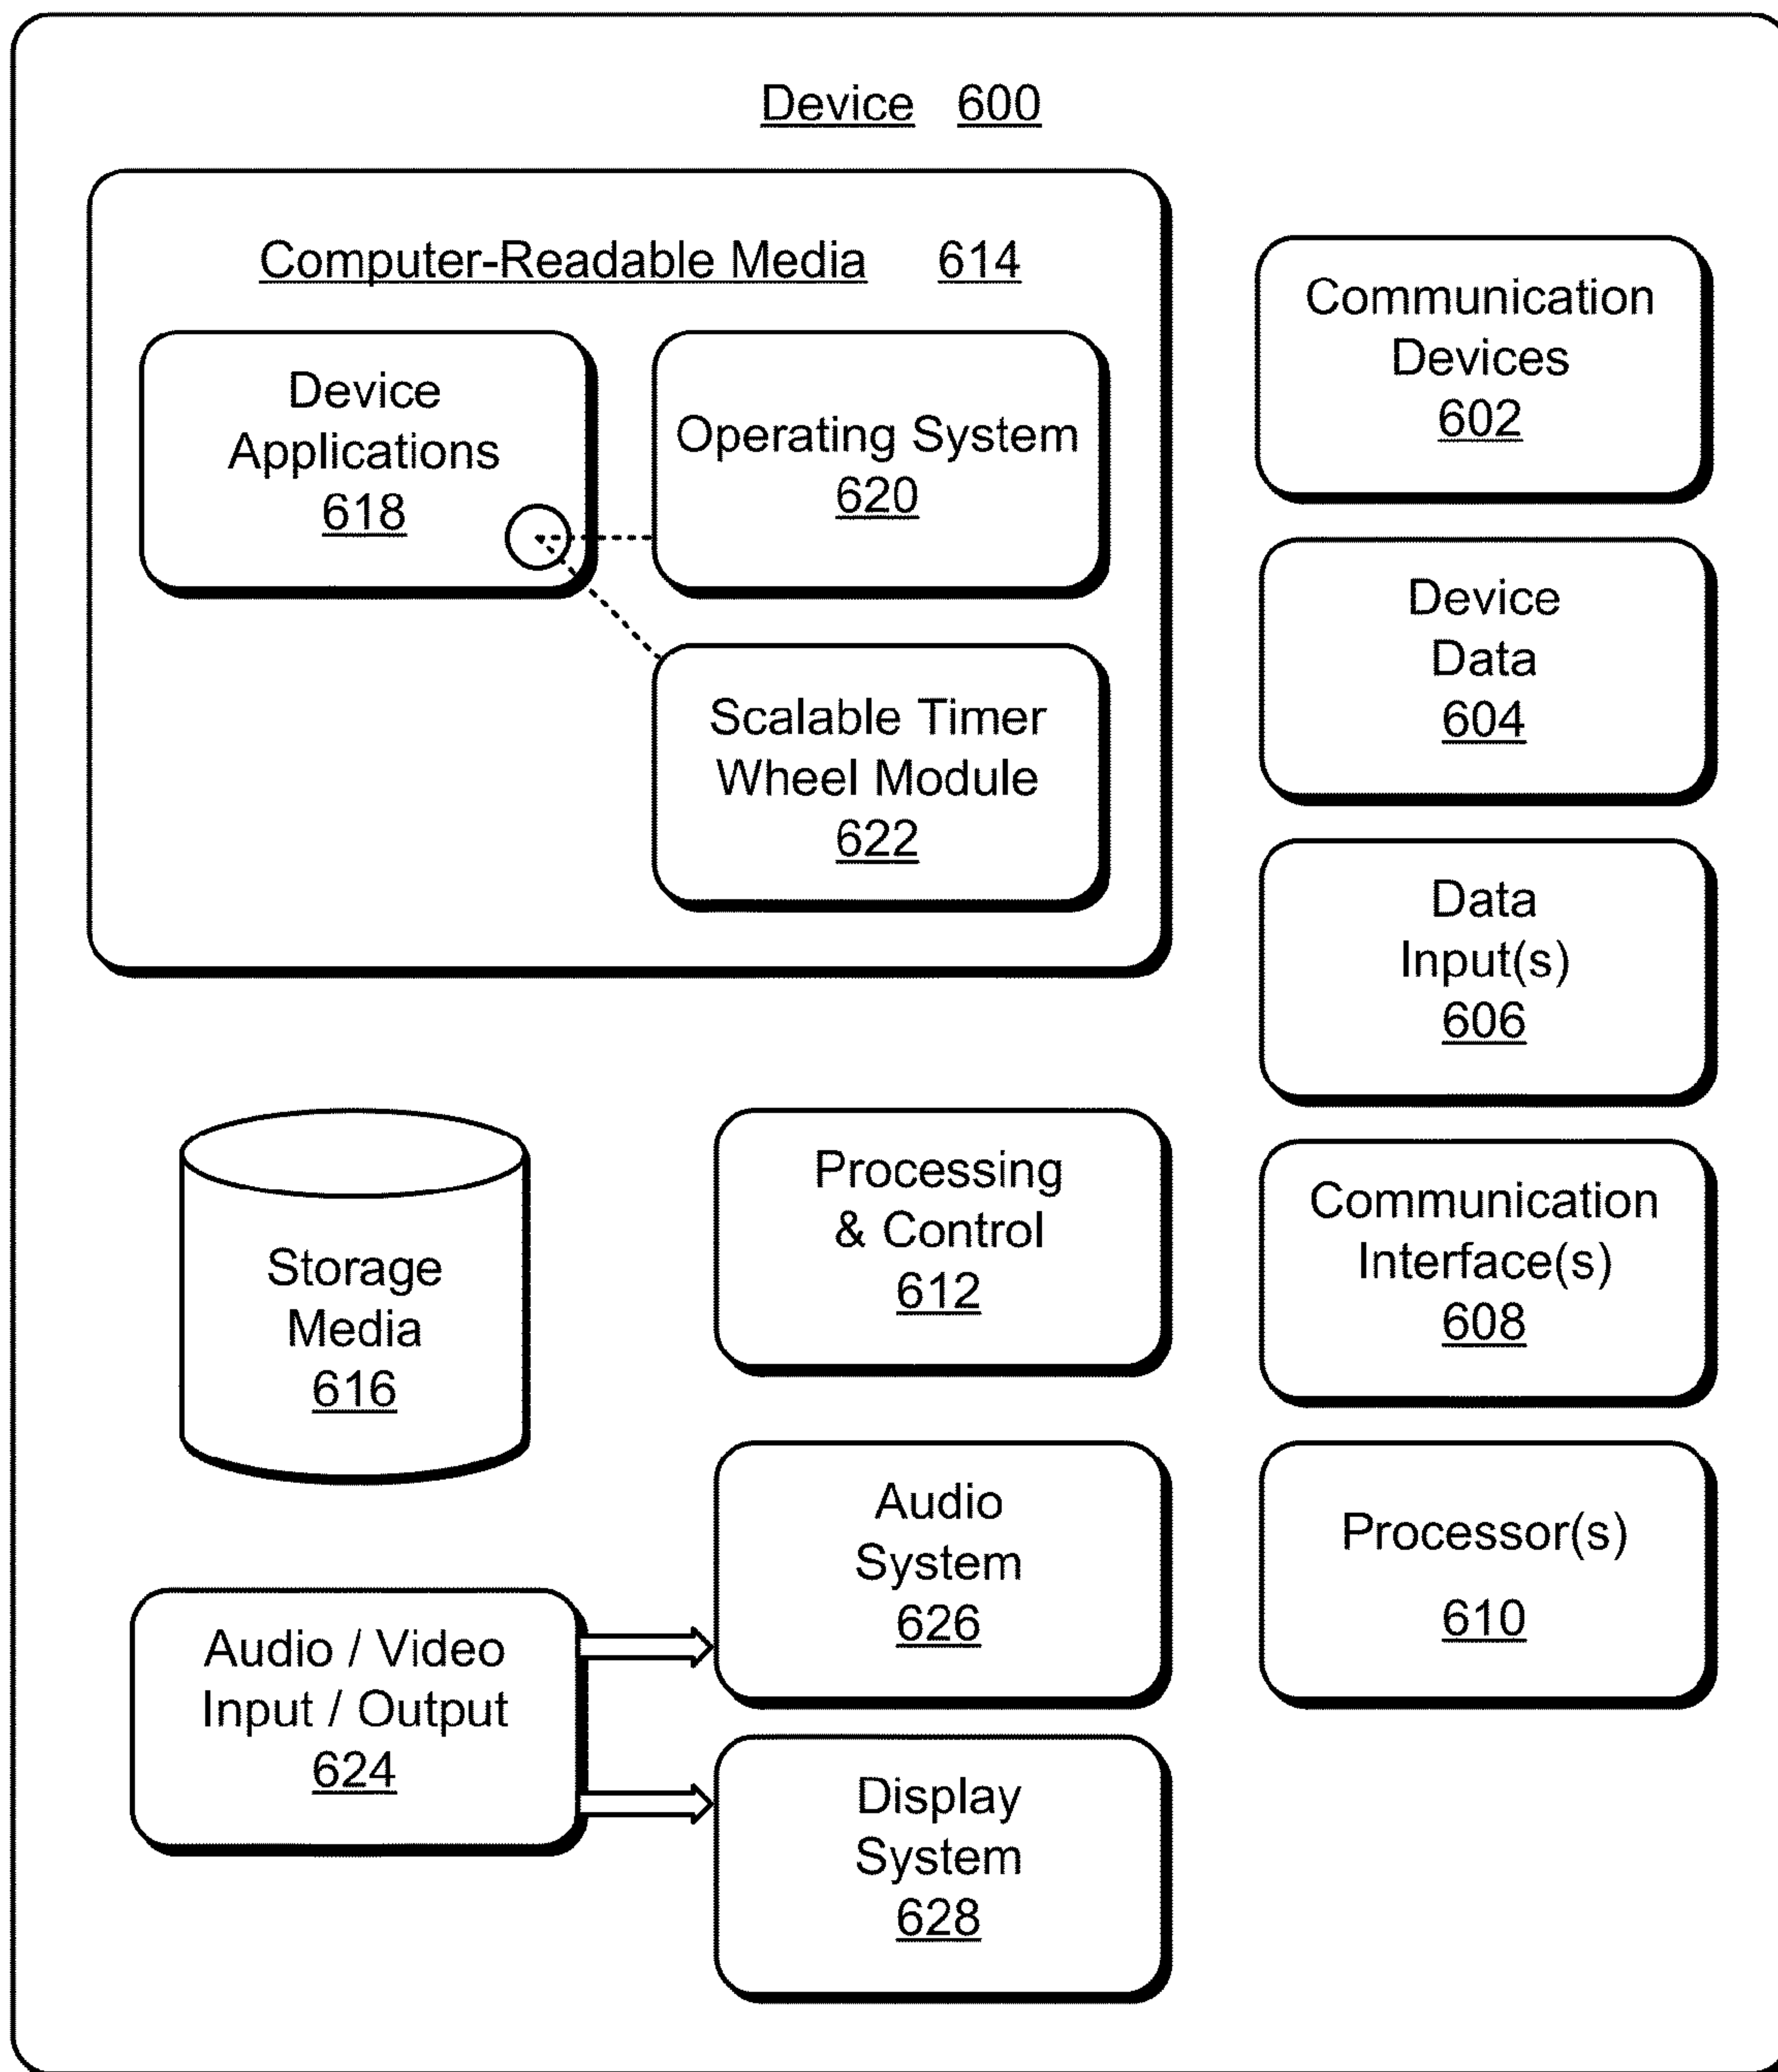 Device 600
Computer-Readable Media 614
Device
Applications
618
Operating System
620
Scalable Timer
Wheel Module
622
Communication
Devices
602
Device
Data
604
Data
Input(s)
606
Communication
Interface(s)
608
Processor(s)
610
Storage
Media
616
Processing
& Control
612
Audio / Video
Input / Output
624
Audio
System
626
Display
System
628